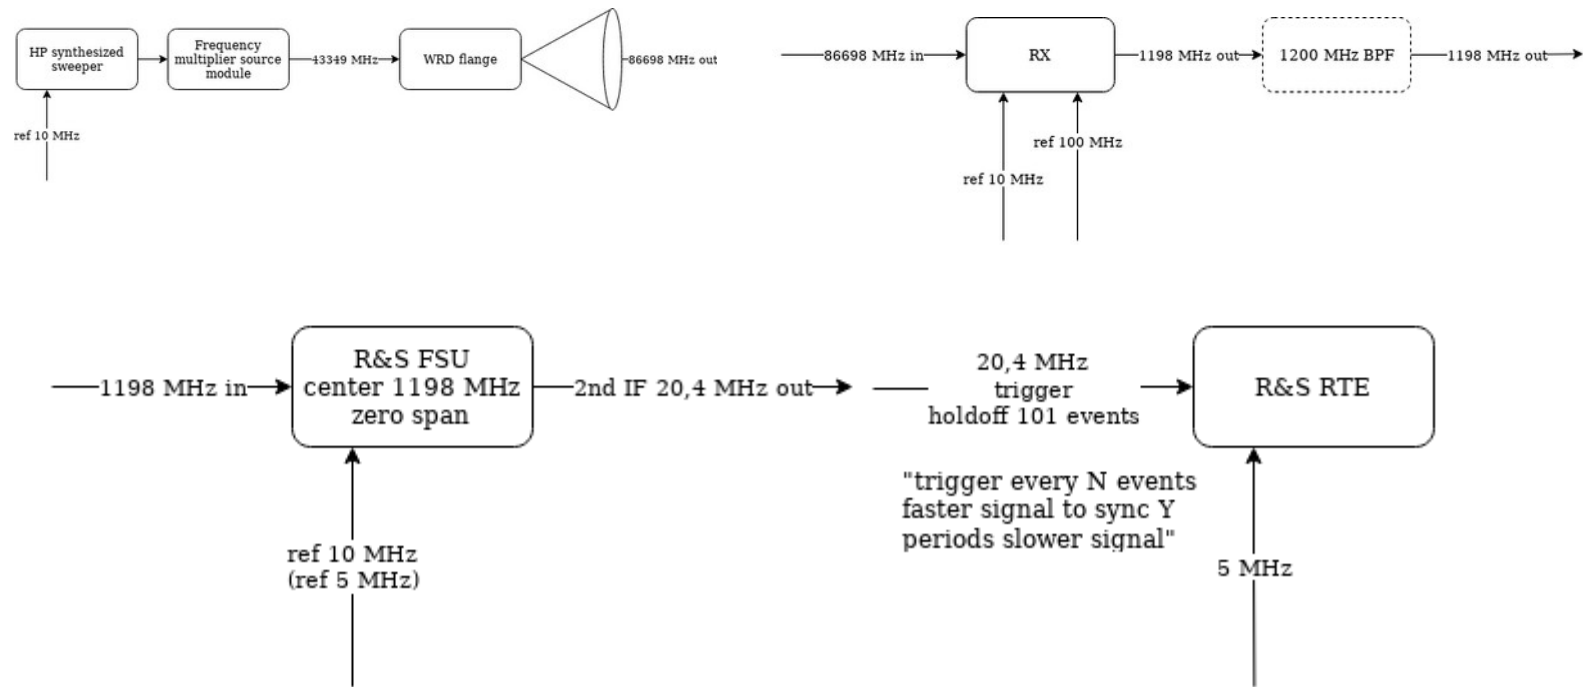 HP synthesized
sweeper
Frequency
multiplier source
module
43349 MHz
WRD flange
86698 MHz out
ref 10 MHz
86698 MHz in
RX
1198 MHz out
1200 MHz BPF
1198 MHz out
ref 100 MHz
ref 10 MHz
1198 MHz in
R&S FSU
center 1198 MHz
zero span
2nd IF 20,4 MHz out
ref 10 MHz
(ref 5 MHz)
20,4 MHz
trigger
holdoff 101 events
R&S RTE
"trigger every N events
faster signal to sync Y
periods slower signal"
5 MHz